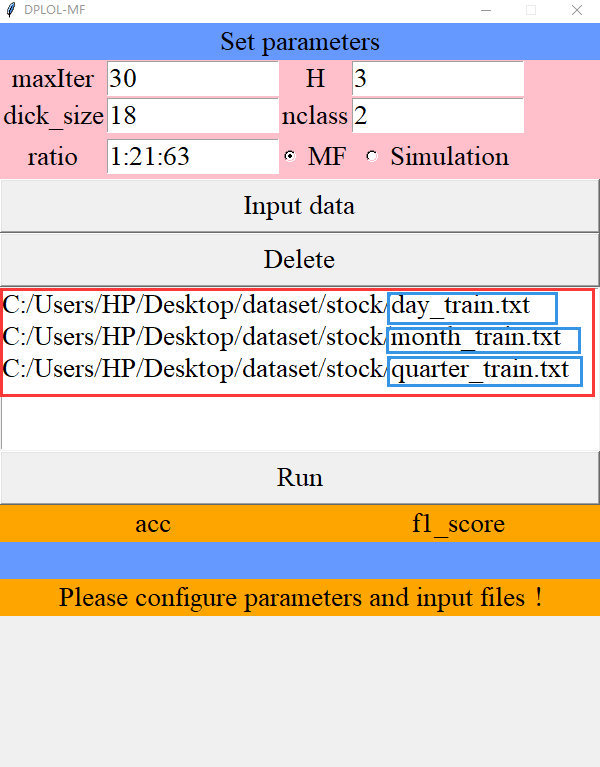 DPLOL-MF
Set parameters
maxIter 30 H 3
dick_size 18 nclass 2
ratio 1:21:63 MF Simulation
Input data
Delete
C:/Users/HP/Desktop/dataset/stock/day_train.txt
C:/Users/HP/Desktop/dataset/stock/month_train.txt
C:/Users/HP/Desktop/dataset/stock/quarter_train.txt
Run
acc f1_score
Please configure parameters and input files！